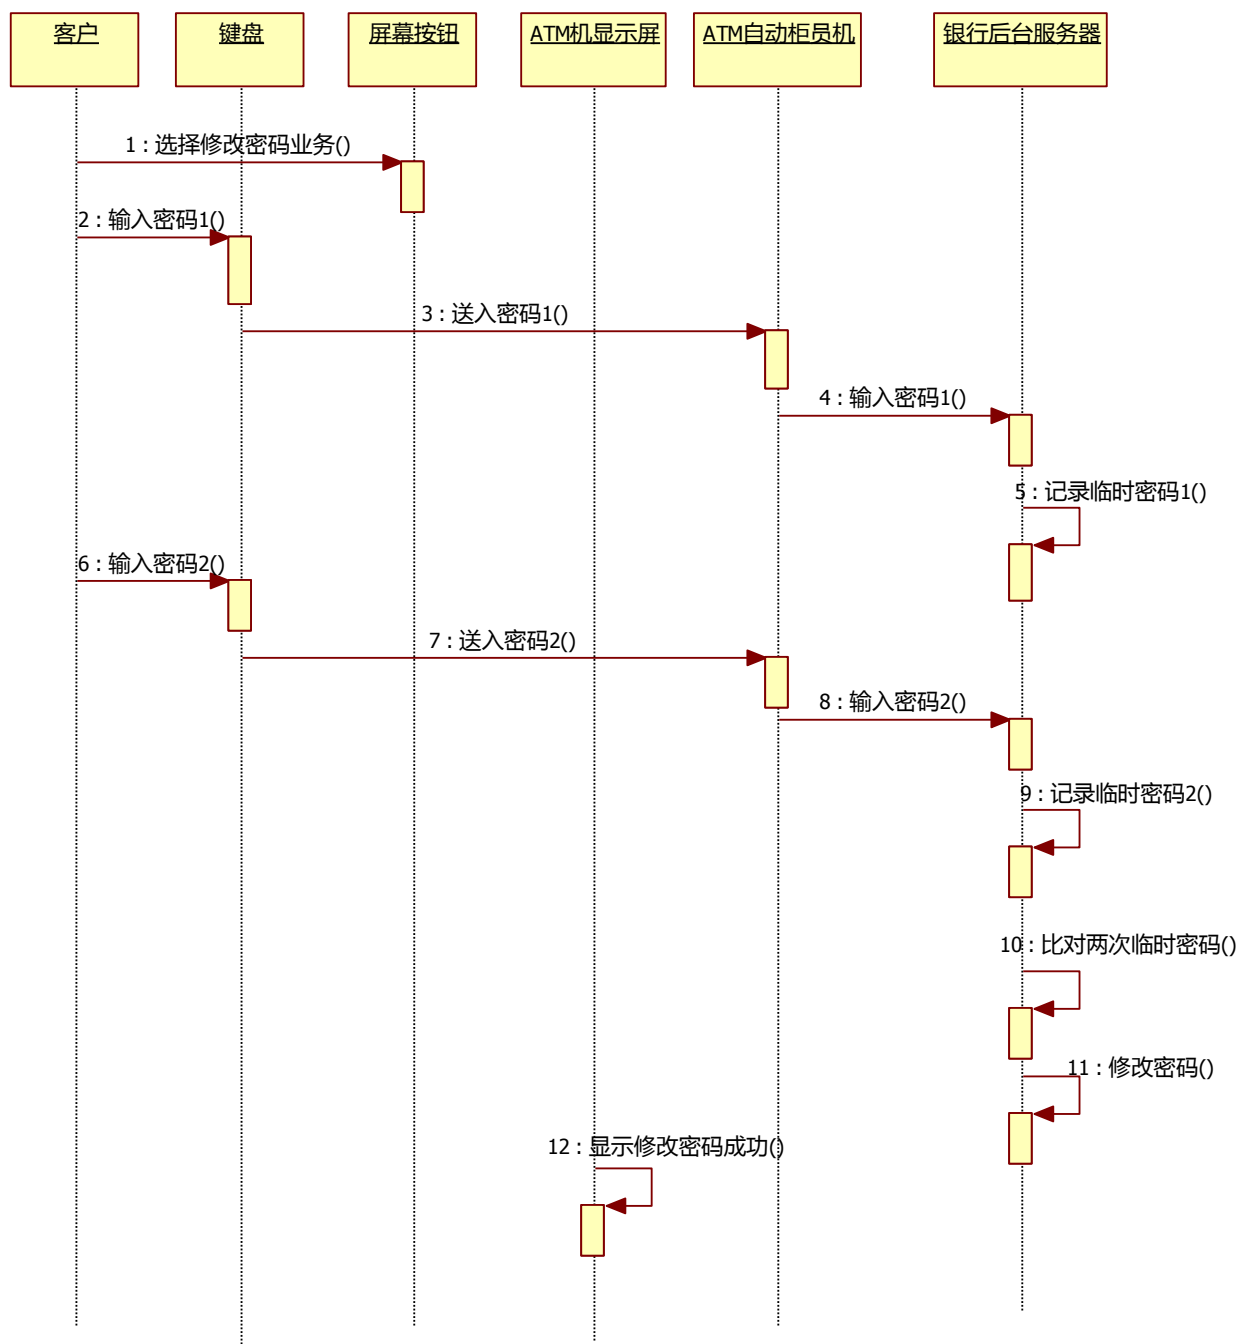 客户
键盘
屏幕按钮
ATM机显示屏
ATM自动柜员机
银行后台服务器
1 : 选择修改密码业务()
2 : 输入密码1()
3 : 送入密码1()
4 : 输入密码1()
5 : 记录临时密码1()
6 : 输入密码2()
7 : 送入密码2()
8 : 输入密码2()
9 : 记录临时密码2()
10 : 比对两次临时密码()
11 : 修改密码()
12 : 显示修改密码成功()